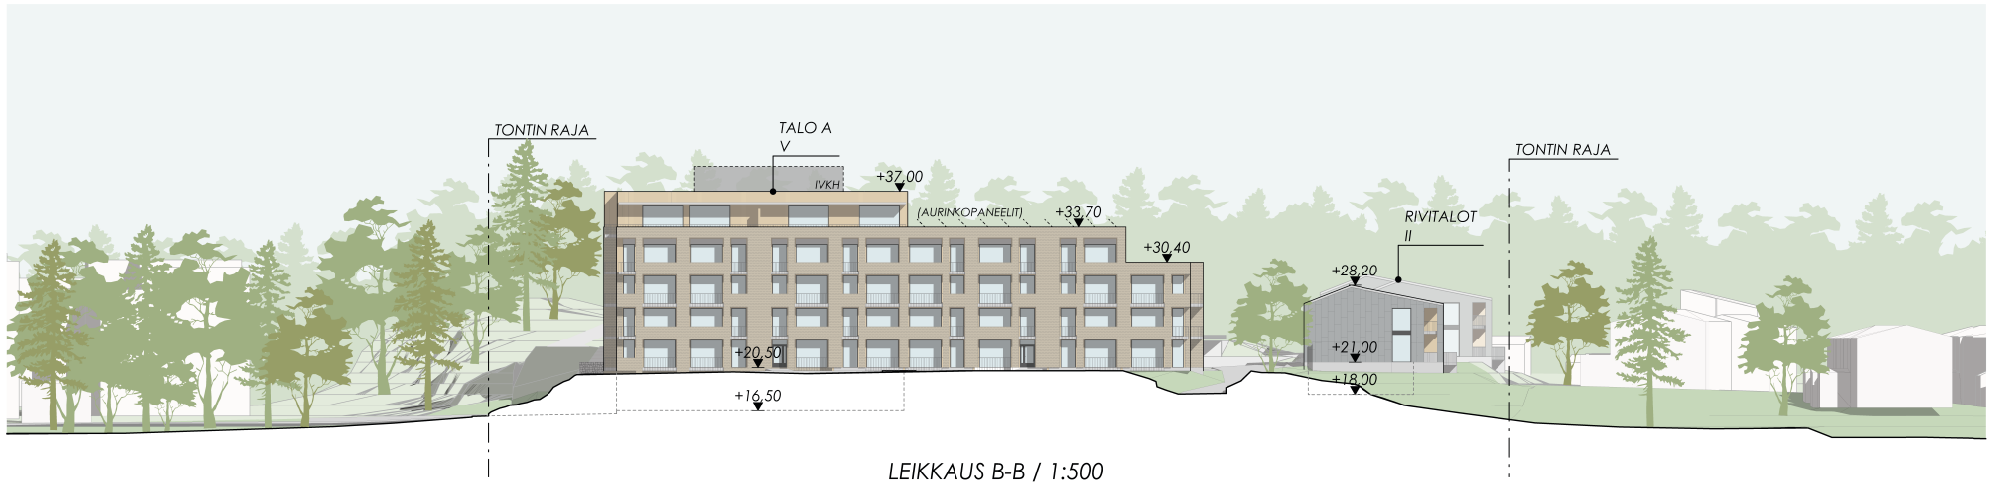 TONTIN RAJA
TALO A
V
IVKH
+37,00
(AURINKOPANEELIT)
+33,70
+30,40
TONTIN RAJA
RIVITALOT
II
+28,20
+20,50
+16,50
+21,00
+18,00
LEIKKAUS B-B / 1:500